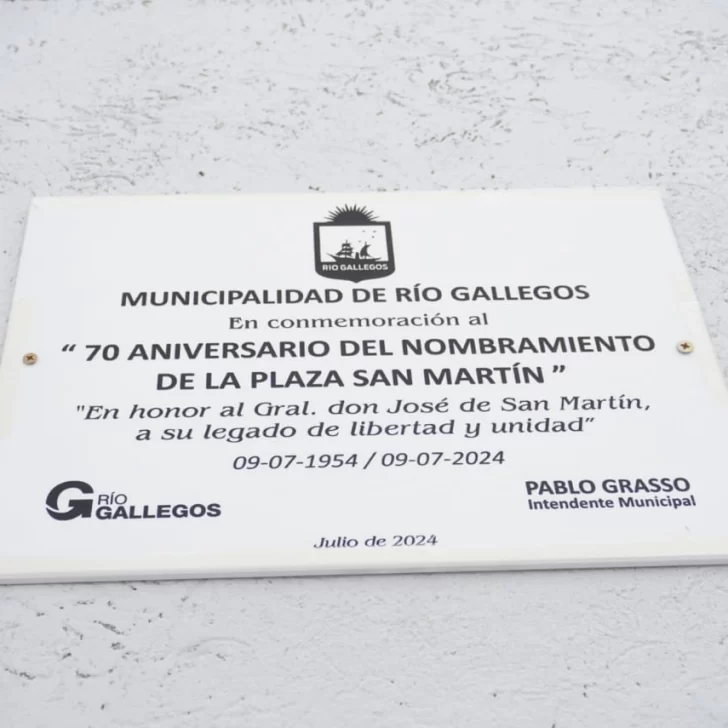 RIO GALLEGOS
MUNICIPALIDAD DE RÍO GALLEGOS
En conmemoración al
“ 70 ANIVERSARIO DEL NOMBRAMIENTO
DE LA PLAZA SAN MARTÍN ”
"En honor al Gral. don José de San Martín,
a su legado de libertad y unidad”
09-07-1954 / 09-07-2024
G RÍO
GALLEGOS
PABLO GRASSO
Intendente Municipal
Julio de 2024